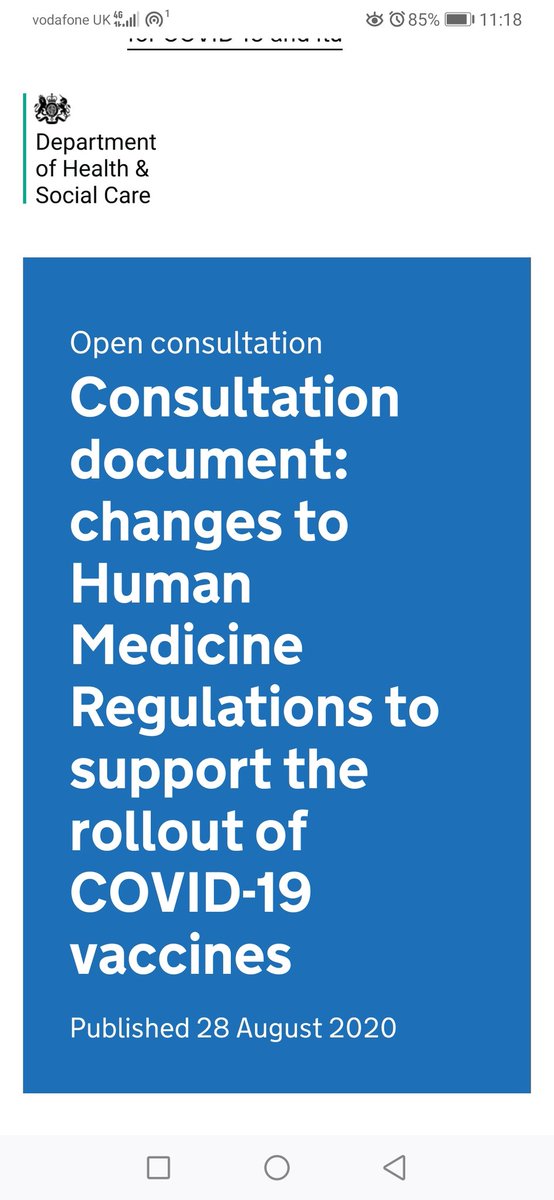 vodafone UK 4G 1 85% 11:18
Department
of Health &
Social Care
Open consultation
Consultation
document:
changes to
Human
Medicine
Regulations to
support the
rollout of
COVID-19
vaccines
Published 28 August 2020